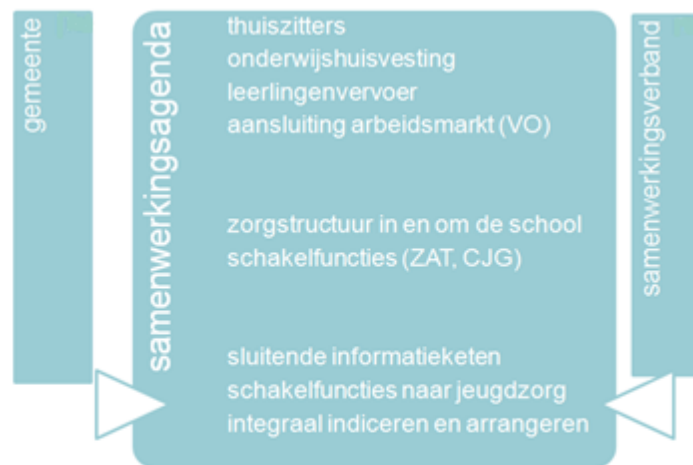 gemeente
samenwerkingsagenda
thuiszitters
onderwijshuisvesting
leerlingenvervoer
aansluiting arbeidsmarkt (VO)
zorgstructuur in en om de school
schakelfuncties (ZAT, CJG)
sluitende informatieketen
schakelfuncties naar jeugdzorg
integraal indiceren en arrangeren
samenwerkingsverband